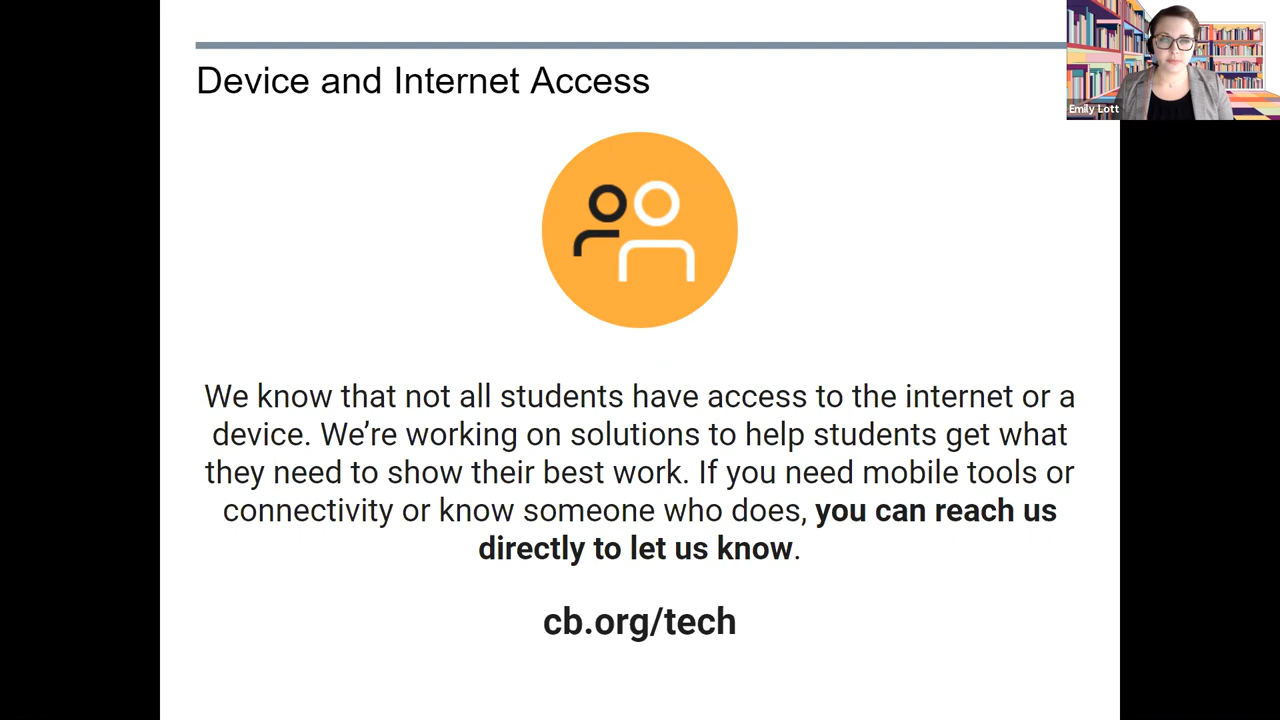 Device and Internet Access
Emily Lott
We know that not all students have access to the internet or a
device. We’re working on solutions to help students get what
they need to show their best work. If you need mobile tools or
connectivity or know someone who does, you can reach us
directly to let us know.
cb.org/tech